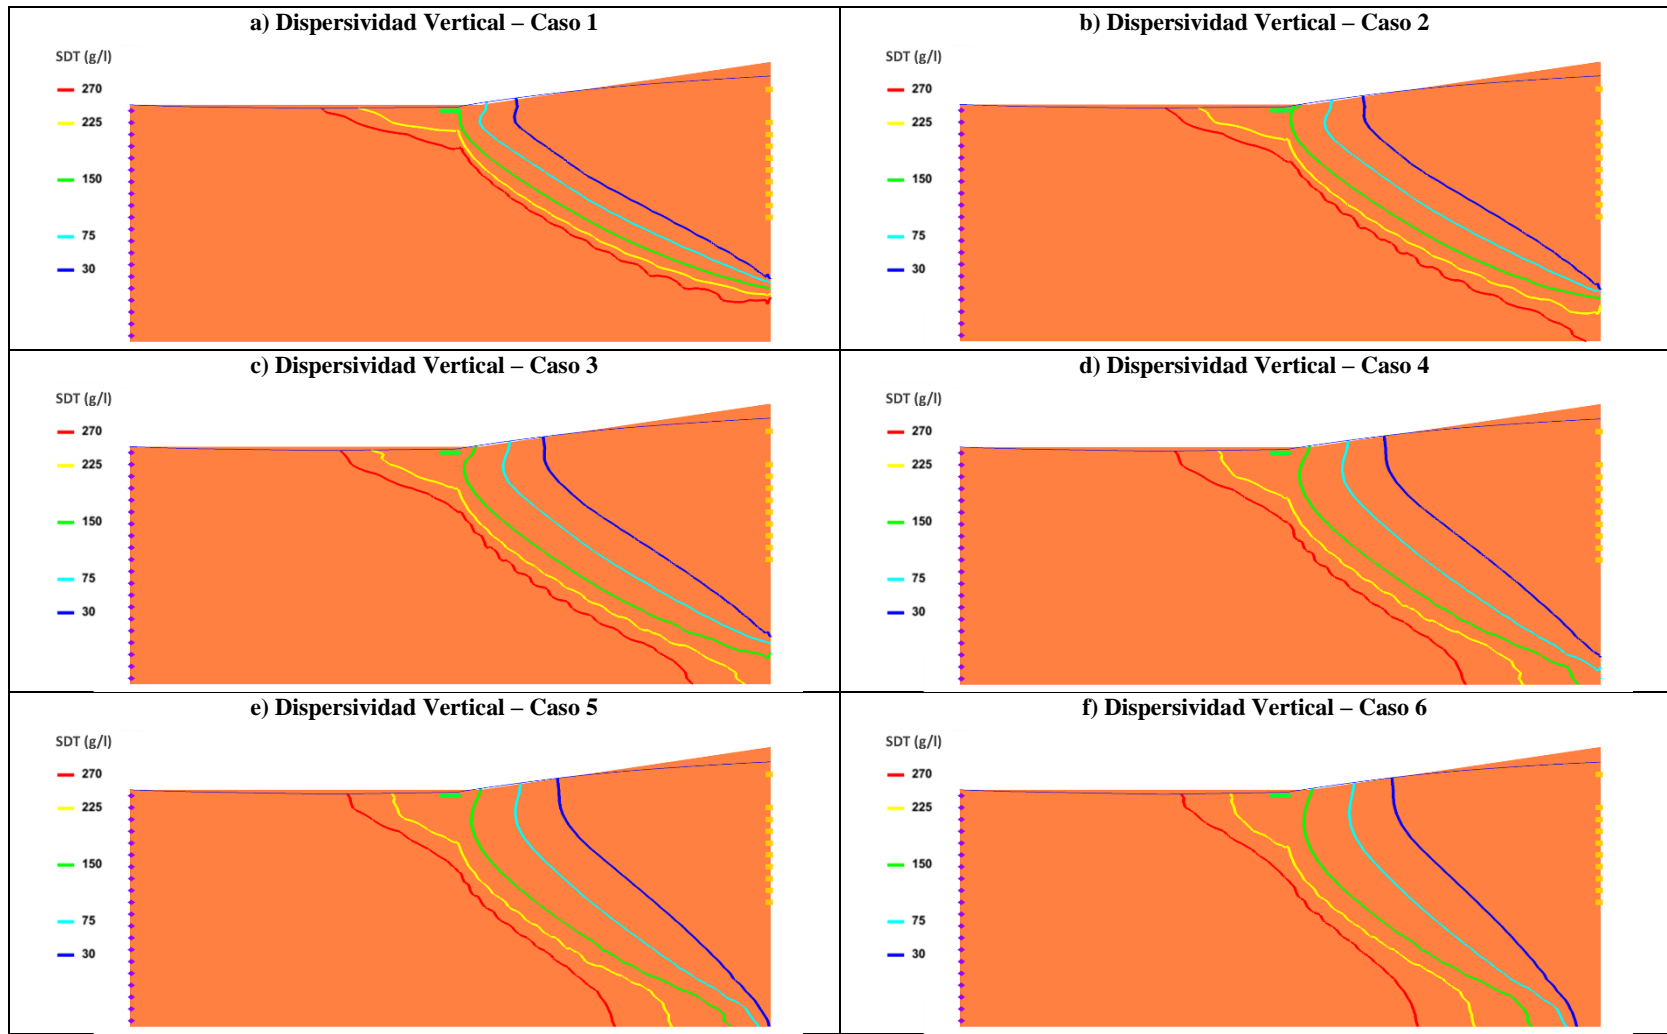 a) Dispersividad Vertical – Caso 1
SDT (g/l)
270
225
150
75
30
b) Dispersividad Vertical – Caso 2
SDT (g/l)
270
225
150
75
30
c) Dispersividad Vertical – Caso 3
SDT (g/l)
270
225
150
75
30
d) Dispersividad Vertical – Caso 4
SDT (g/l)
270
225
150
75
30
e) Dispersividad Vertical – Caso 5
SDT (g/l)
270
225
150
75
30
f) Dispersividad Vertical – Caso 6
SDT (g/l)
270
225
150
75
30